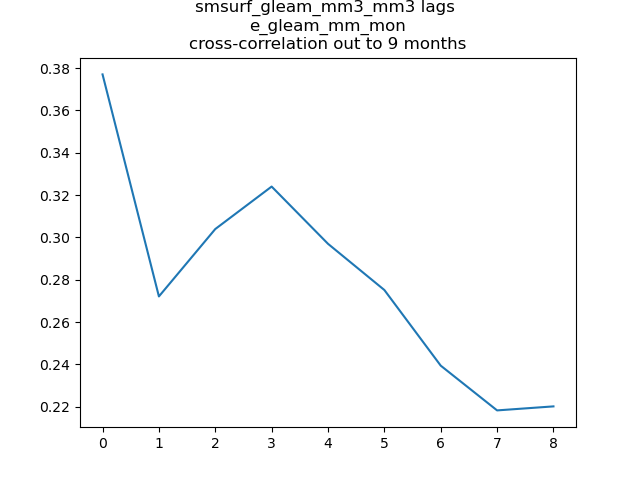 smsurf_gleam_mm3_mm3 lags
e_gleam_mm_mon
cross-correlation out to 9 months
0.38
0.36
0.34
0.32
0.30
0.28
0.26
0.24
0.22
0 1 2 3 4 5 6 7 8